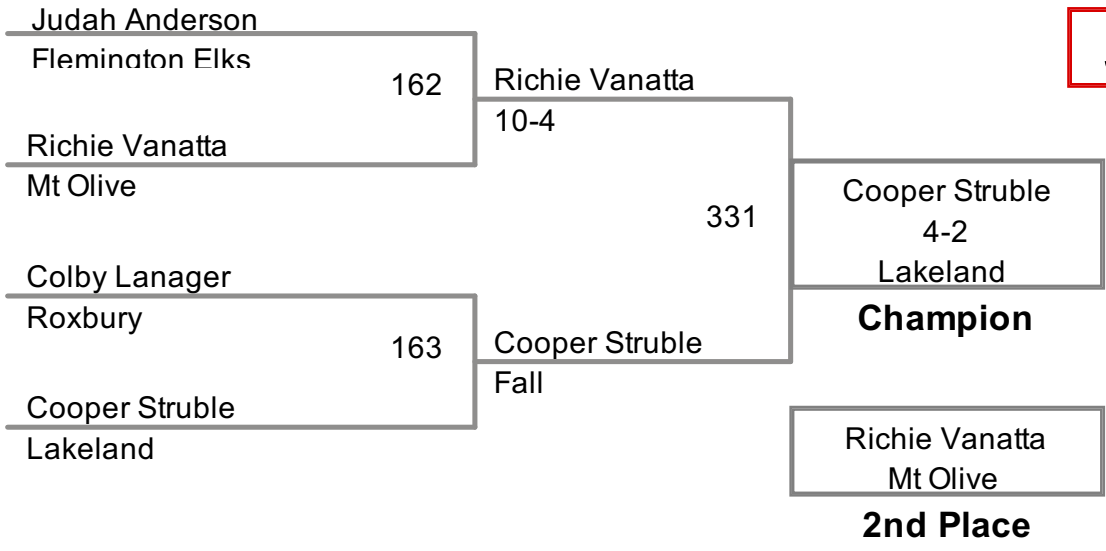 Judah Anderson
Flemington Elks
162
Richie Vanatta
10-4
Richie Vanatta
Mt Olive
331
Cooper Struble
4-2
Lakeland
Champion
Colby Lanager
Roxbury
163
Cooper Struble
Fall
Cooper Struble
Lakeland
Richie Vanatta
Mt Olive
2nd Place